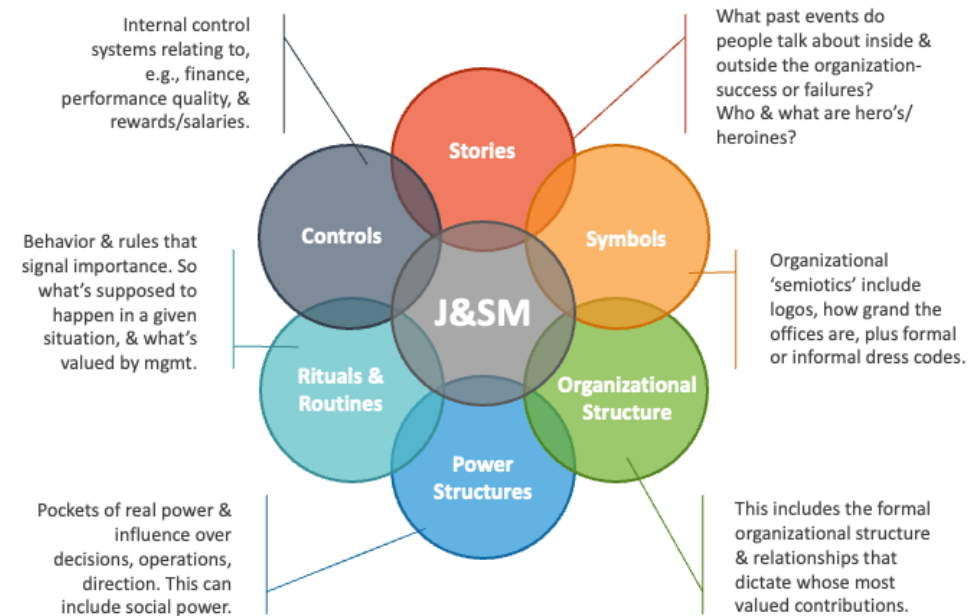 Internal control
systems relating to,
e.g., finance,
performance quality, &
rewards/salaries.
What past events do
people talk about inside &
outside the organization-
success or failures?
Who & what are hero's/
heroines?
Stories
Controls
Symbols
Behavior & rules that
signal importance. So
what's supposed to
happen in a given
situation, & what's
valued by mgmt.
Organizational
'semiotics' include
logos, how grand the
offices are, plus formal
or informal dress codes.
J&SM
Rituals &
Routines
Organizational
Structure
Power
Structures
Pockets of real power &
influence over
decisions, operations,
direction. This can
include social power.
This includes the formal
organizational structure
& relationships that
dictate whose most
valued contributions.